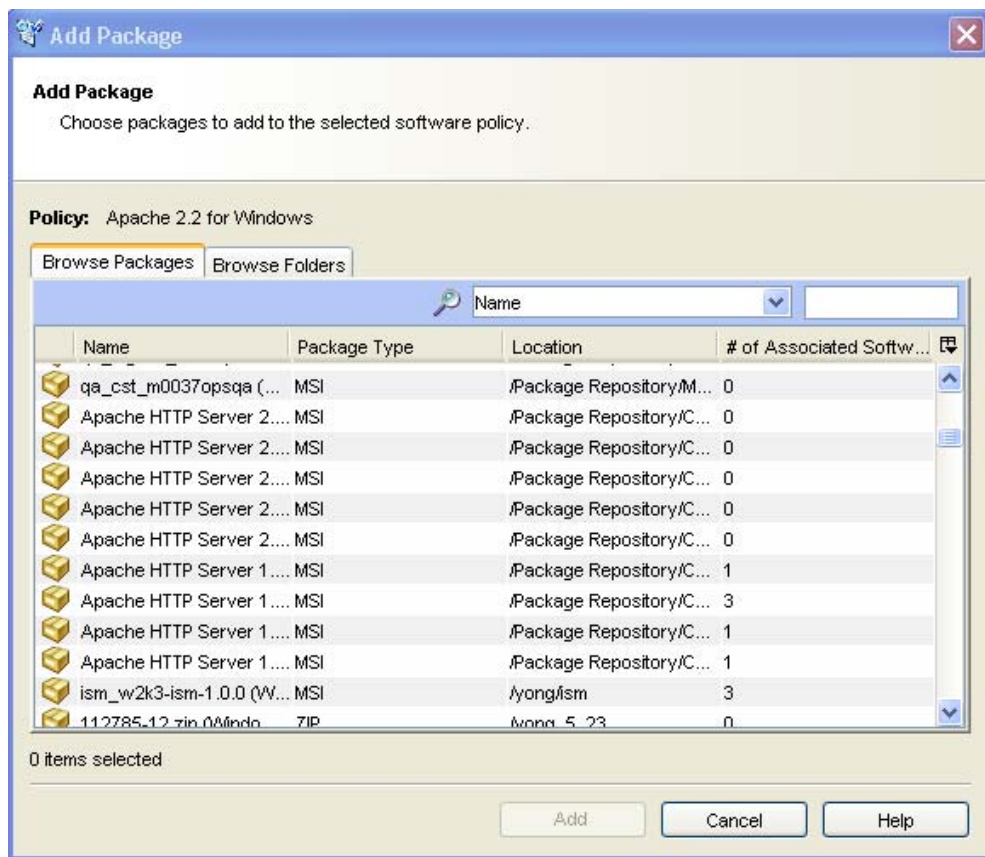 Add Package
Add Package
Choose packages to add to the selected software policy.
Policy: Apache 2.2 for Windows
Browse Packages Browse Folders
Name
Name Package Type Location # of Associated Softw...
qa_cst_m0037opsqa (... MSI /Package Repository/M... 0
Apache HTTP Server 2.... MSI /Package Repository/C... 0
Apache HTTP Server 2.... MSI /Package Repository/C... 0
Apache HTTP Server 2.... MSI /Package Repository/C... 0
Apache HTTP Server 2.... MSI /Package Repository/C... 0
Apache HTTP Server 2.... MSI /Package Repository/C... 0
Apache HTTP Server 1.... MSI /Package Repository/C... 1
Apache HTTP Server 1.... MSI /Package Repository/C... 3
Apache HTTP Server 1.... MSI /Package Repository/C... 1
Apache HTTP Server 1.... MSI /Package Repository/C... 1
ism_w2k3-ism-1.0.0 (W... MSI /yong/ism 3
112785-12.zip (Windo... ZIP /yong_5_23 0
0 items selected
Add Cancel Help